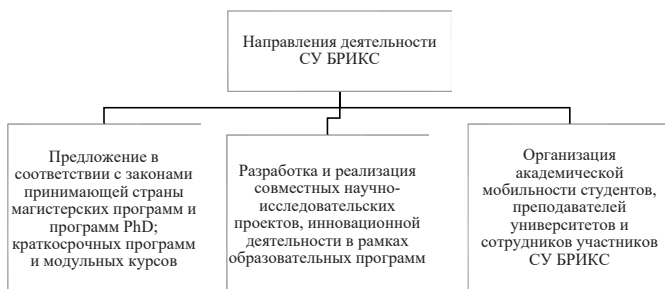 Направления деятельности
СУ БРИКС
Предложение в
соответствии с законами
принимающей страны
магистерских программ и
программ PhD;
краткосрочных программ
и модульных курсов
Разработка и реализация
совместных научно-
исследовательских
проектов, инновационной
деятельности в рамках
образовательных программ
Организация
академической
мобильности студентов,
преподавателей
университетов и
сотрудников участников
СУ БРИКС